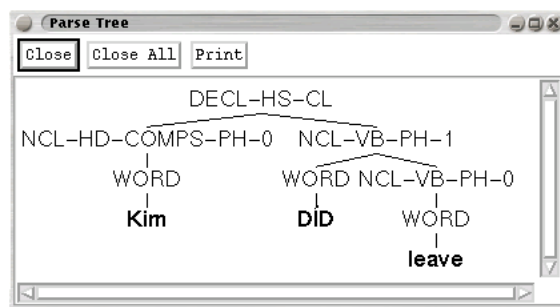 Parse Tree
Close Close All Print
DECL-HS-CL
NCL-HD-COMPS-PH-0 NCL-VB-PH-1
WORD WORD NCL-VB-PH-0
Kim DID WORD
leave